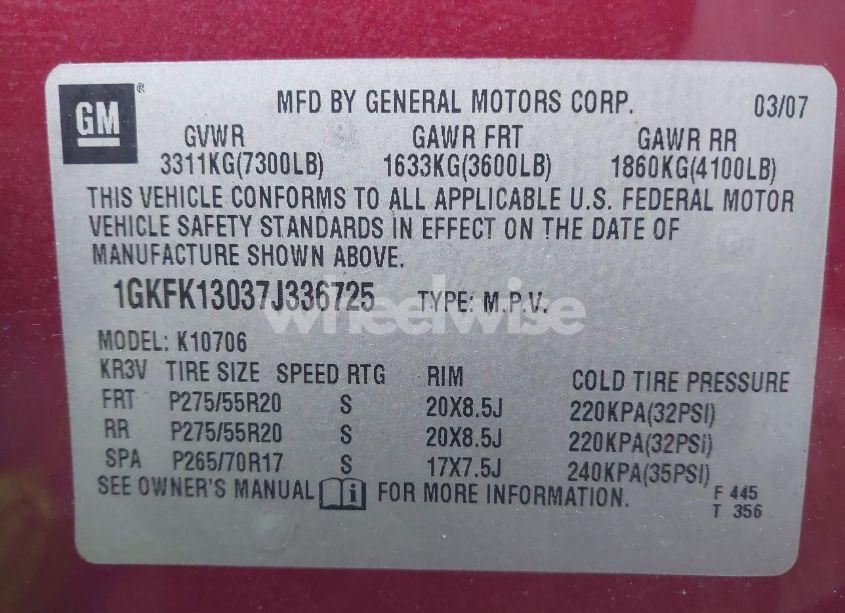 GM® MFD BY GENERAL MOTORS CORP. 03/07
GVWR GAWR FRT GAWR RR
3311KG(7300LB) 1633KG(3600LB) 1860KG(4100LB)
THIS VEHICLE CONFORMS TO ALL APPLICABLE U.S. FEDERAL MOTOR
VEHICLE SAFETY STANDARDS IN EFFECT ON THE DATE OF
MANUFACTURE SHOWN ABOVE.
1GKFK13037J336725 TYPE: M.P.V.
wheelwise
MODEL: K10706
KR3V TIRE SIZE SPEED RTG RIM COLD TIRE PRESSURE
FRT P275/55R20 S 20X8.5J 220KPA(32PSI)
RR P275/55R20 S 20X8.5J 220KPA(32PSi)
SPA P265/70R17 S 17X7.5J 240KPA(35PSI)
SEE OWNER'S MANUAL i FOR MORE INFORMATION. F 445
T 356